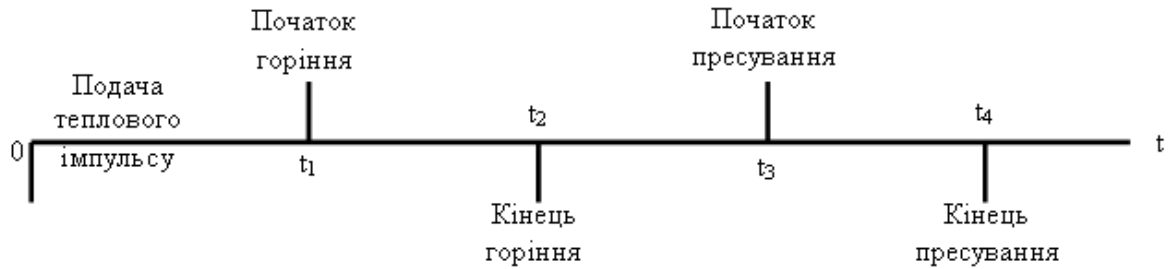 Початок
горіння
Початок
пресування
Подача
теплового
імпульсу
0
t1
t2
t3
t4
t
Кінець
горіння
Кінець
пресування